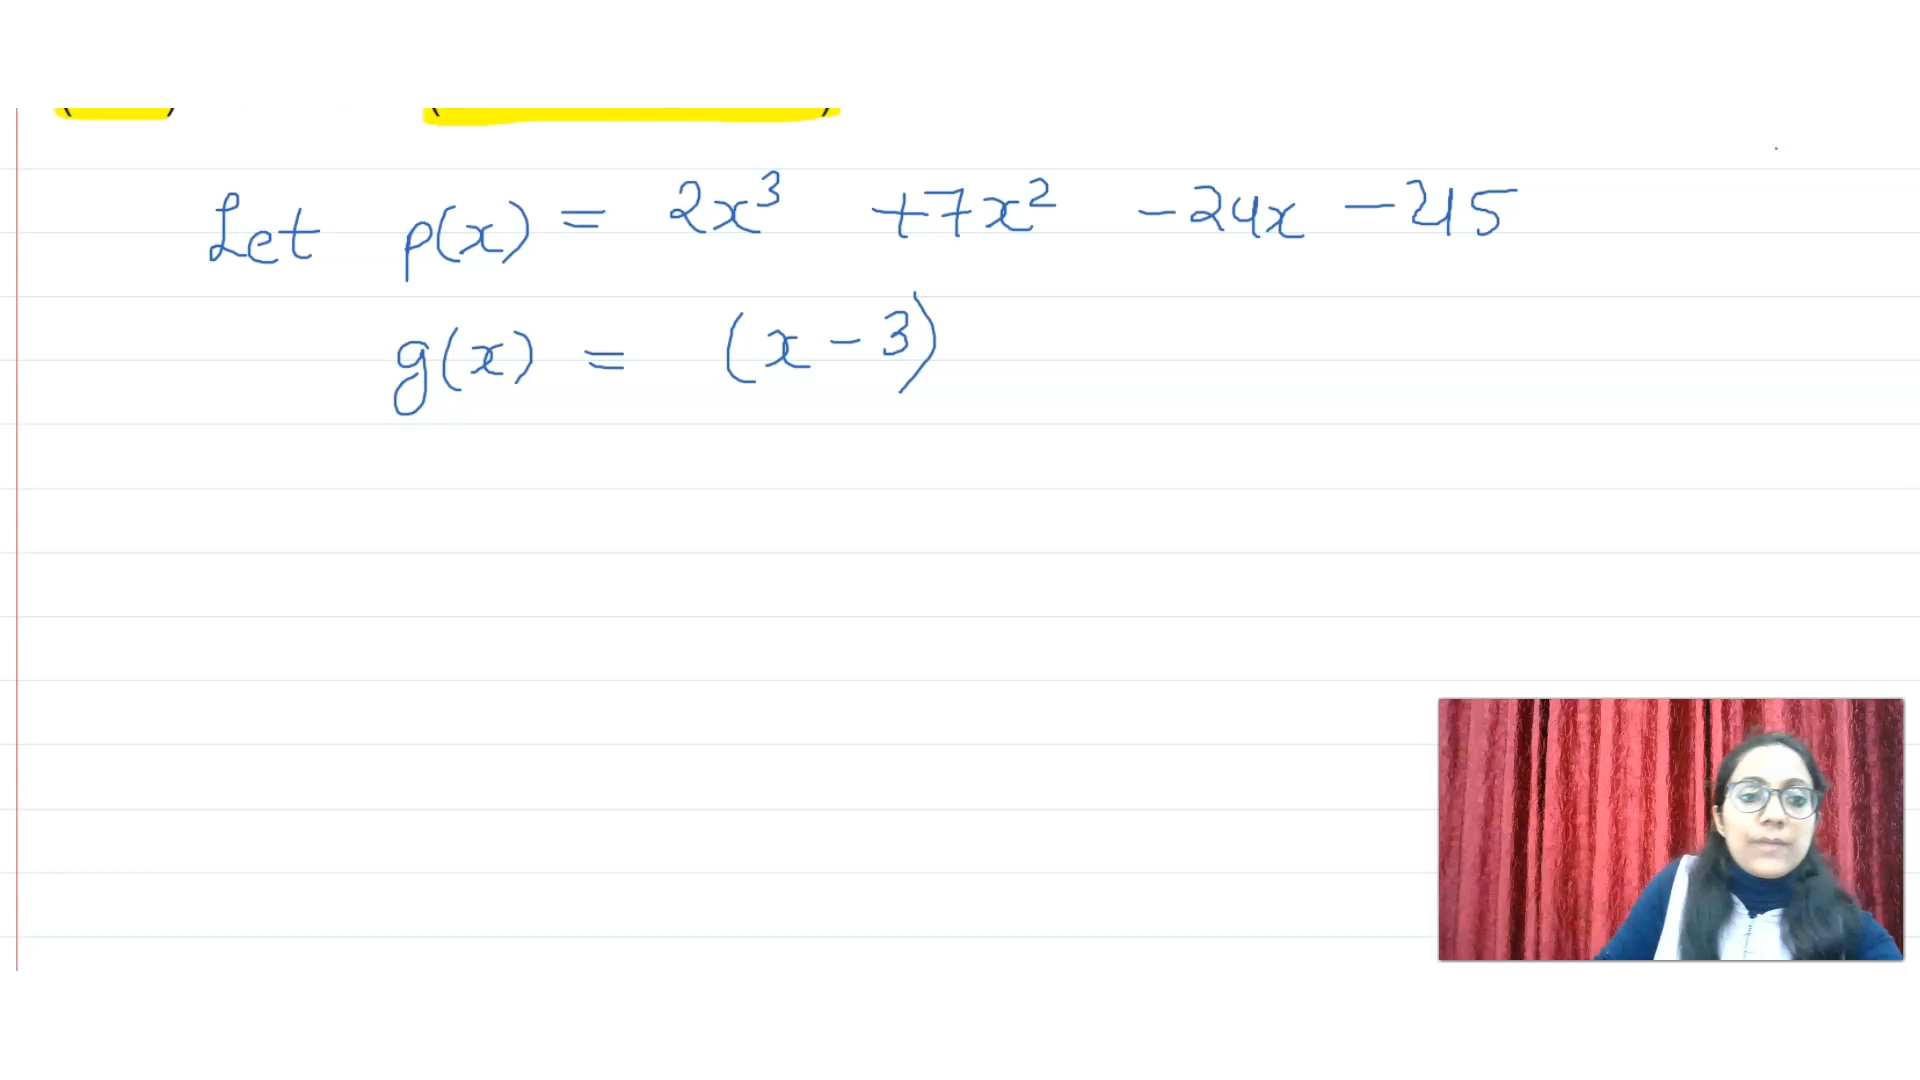 Let p(x) = 2x³ +7x² -24x -45
g(x) = (x-3)